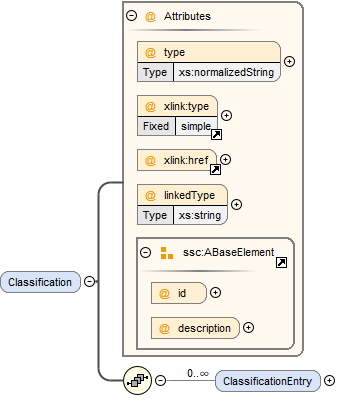 @ Attributes
@ type
Type xs:normalizedString
@ xlink:type
Fixed simple
@ xlink:href
@ linkedType
Type xs:string
ssc:ABaseElement
@ id
@ description
Classification
0..∞
ClassificationEntry